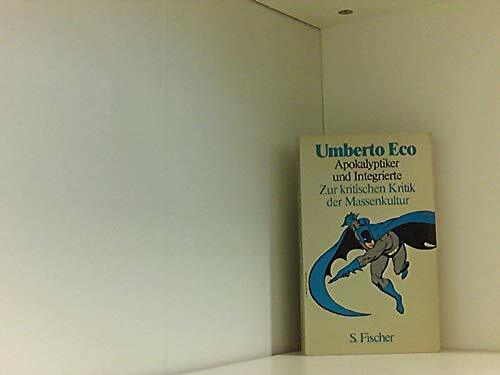 Umberto Eco
Apokalyptiker
und Integrierte
Zur kritischen Kritik
der Massenkultur
S. Fischer